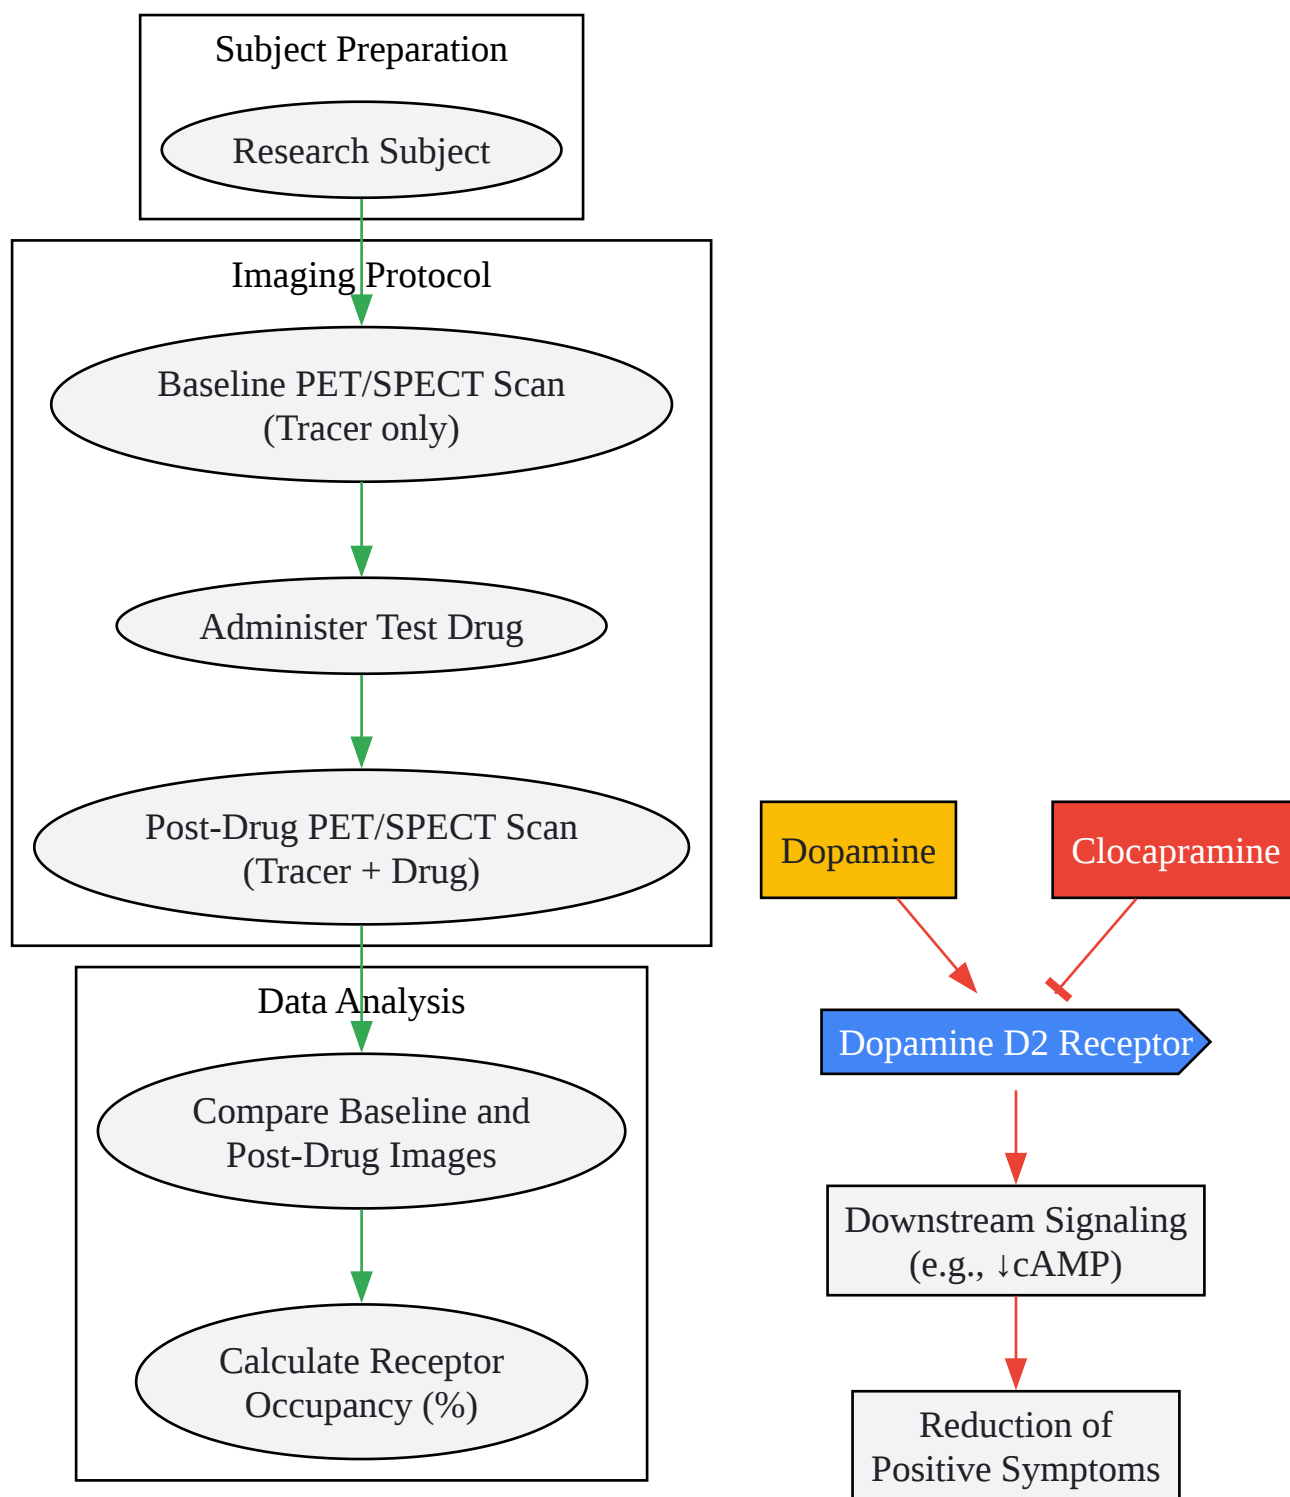 Subject Preparation
Research Subject
Imaging Protocol
Baseline PET/SPECT Scan
(Tracer only)
Administer Test Drug
Post-Drug PET/SPECT Scan
(Tracer + Drug)
Data Analysis
Compare Baseline and
Post-Drug Images
Calculate Receptor
Occupancy (%)
Dopamine
Clocapramine
Dopamine D2 Receptor
Downstream Signaling
(e.g., ↓cAMP)
Reduction of
Positive Symptoms